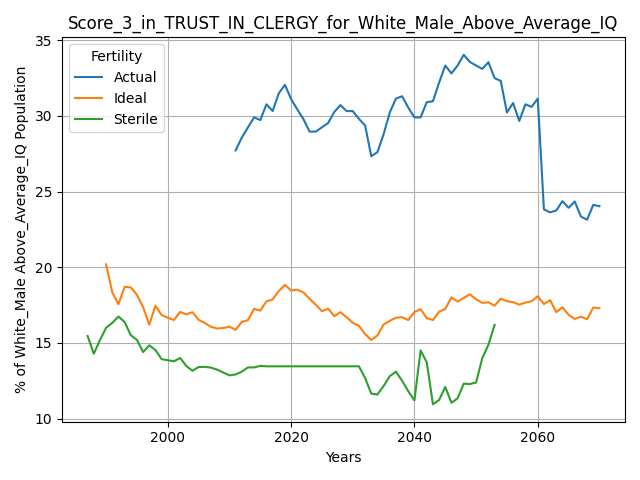 Score_3_in_TRUST_IN_CLERGY_for_White_Male_Above_Average_IQ
% of White_Male Above_Average_IQ Population
35
30
25
20
15
10
Fertility
Actual
Ideal
Sterile
2000
2020
2040
2060
Years